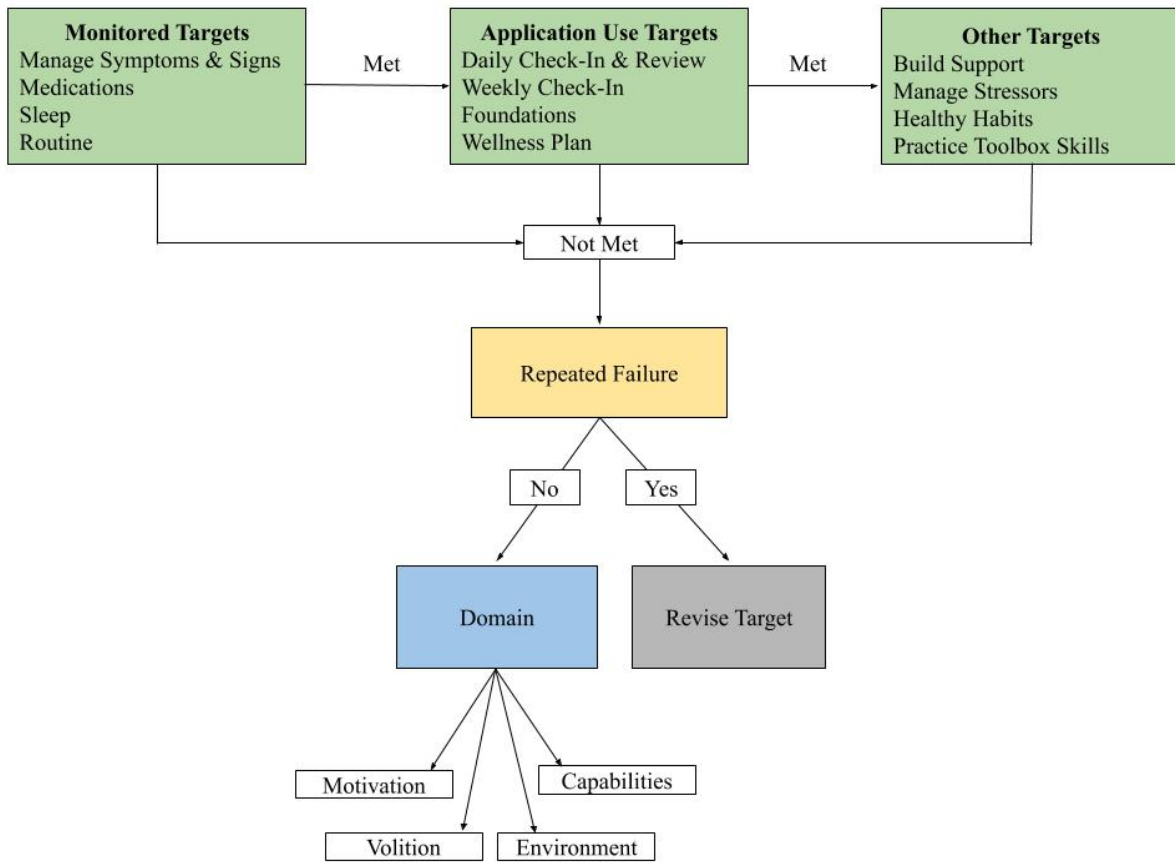 Monitored Targets
Manage Symptoms & Signs
Medications
Sleep
Routine
Met
Application Use Targets
Daily Check-In & Review
Weekly Check-In
Foundations
Wellness Plan
Met
Other Targets
Build Support
Manage Stressors
Healthy Habits
Practice Toolbox Skills
Not Met
Repeated Failure
No
Yes
Domain
Revise Target
Motivation
Capabilities
Volition
Environment